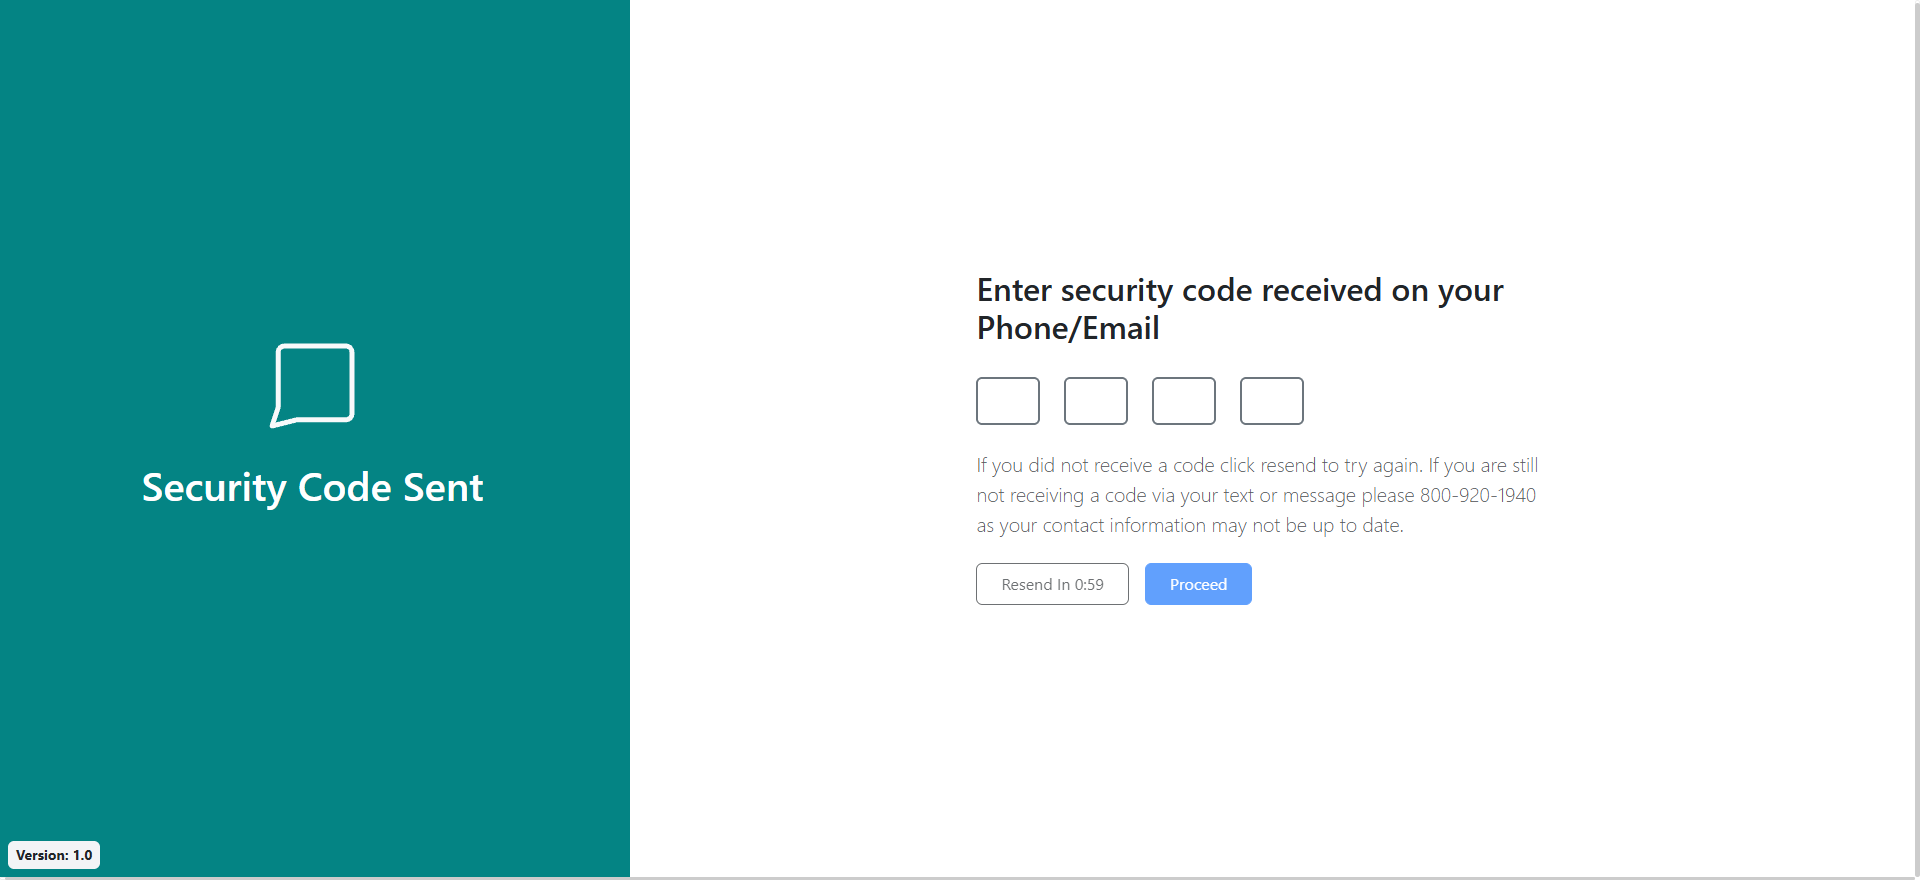 Security Code Sent
Version: 1.0
Enter security code received on your
Phone/Email
If you did not receive a code click resend to try again. If you are still
not receiving a code via your text or message please 800-920-1940
as your contact information may not be up to date.
Resend In 0:59
Proceed